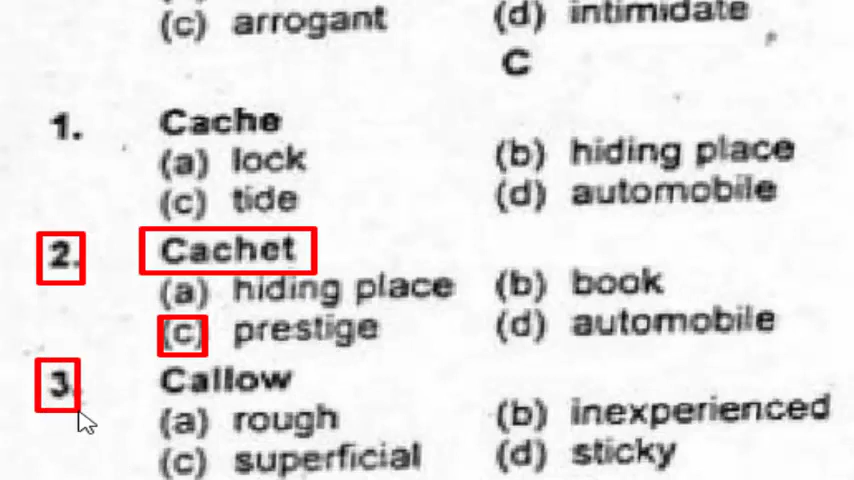 (c) arrogant (d) intimidate
C
1. Cache
(a) lock (b) hiding place
(c) tide (d) automobile
2. Cachet
(a) hiding place (b) book
(c) prestige (d) automobile
3. Callow
(a) rough (b) inexperienced
(c) superficial (d) sticky